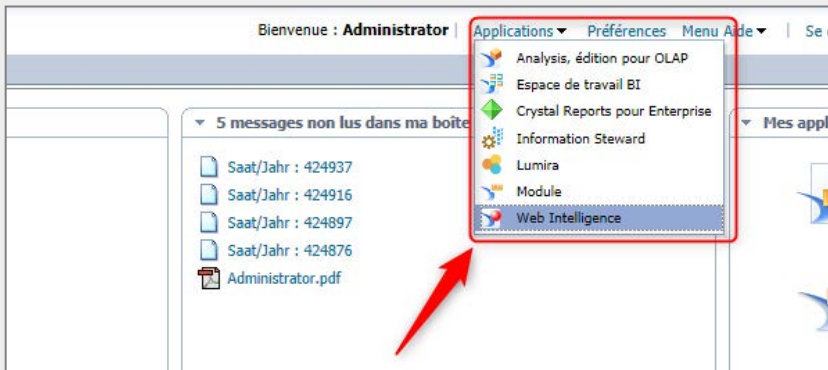 Bienvenue : Administrator | Applications Préférences Menu Aide | Se
Analysis, édition pour OLAP
Espace de travail BI
Crystal Reports pour Enterprise
Information Steward
Lumira
Module
Web Intelligence
5 messages non lus dans ma boîte
Saat/Jahr : 424937
Saat/Jahr : 424916
Saat/Jahr : 424897
Saat/Jahr : 424876
Administrator.pdf
Mes appl